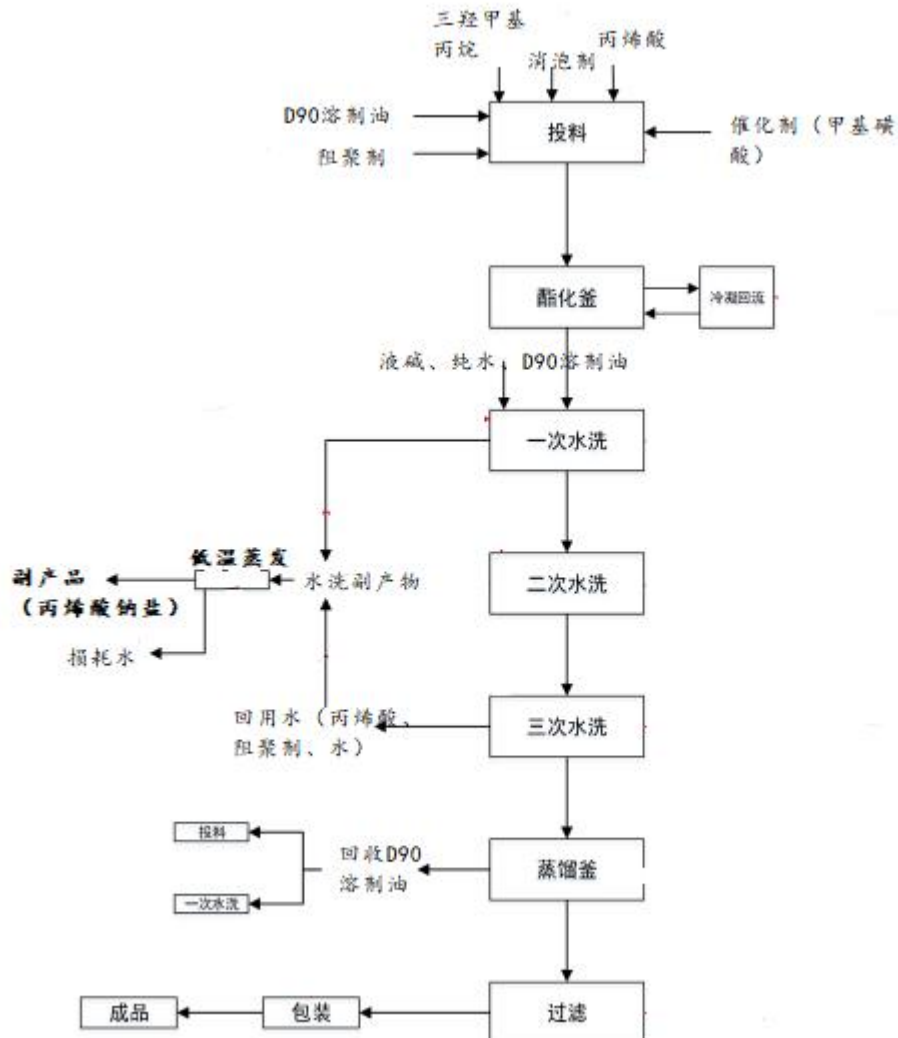 三羟甲基
丙烷
消泡剂
丙烯酸
D90溶制油
阻聚剂
投料
催化剂（甲基磺
酸）
酯化釜
冷凝回流
液碱、纯水、D90溶制油
一次水洗
低温蒸发
副产品
（丙烯酸钠盐）
水洗副产物
二次水洗
损耗水
回用水（丙烯酸、
阻聚剂、水）
三次水洗
投料
回收D90
溶制油
蒸馏釜
一次水洗
成品
包装
过滤